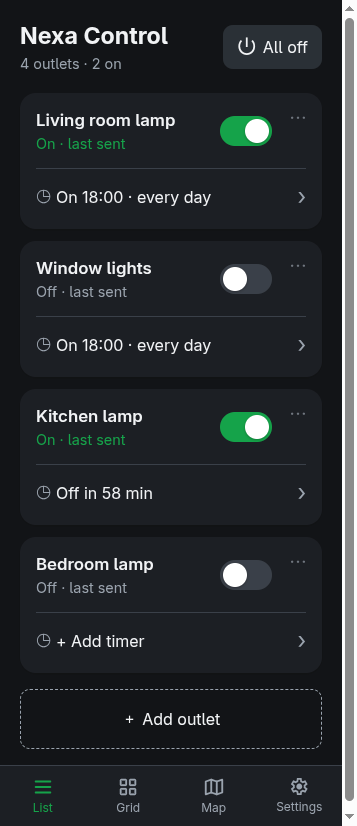 Nexa Control
4 outlets · 2 on
All off
Living room lamp
On · last sent
On 18:00 · every day
Window lights
Off · last sent
On 18:00 · every day
Kitchen lamp
On · last sent
Off in 58 min
Bedroom lamp
Off · last sent
+ Add timer
+ Add outlet
List
Grid
Map
Settings